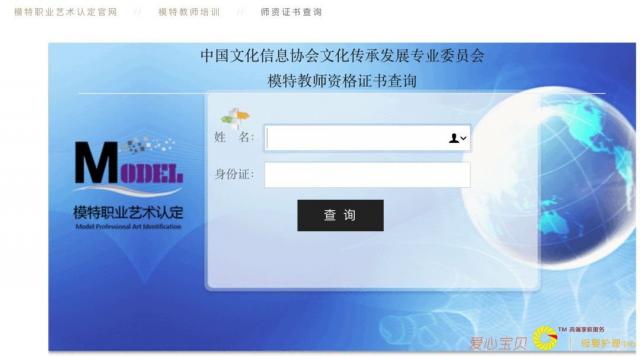 模特职业艺术认定官网 // 模特教师培训 // 师资证书查询
中国文化信息协会文化传承发展专业委员会
模特教师资格证书查询
姓 名:
身份证:
查 询
MODEL
模特职业艺术认定
Model Professional Art Identification
爱心宝贝
TM 高端家庭服务
母婴护理